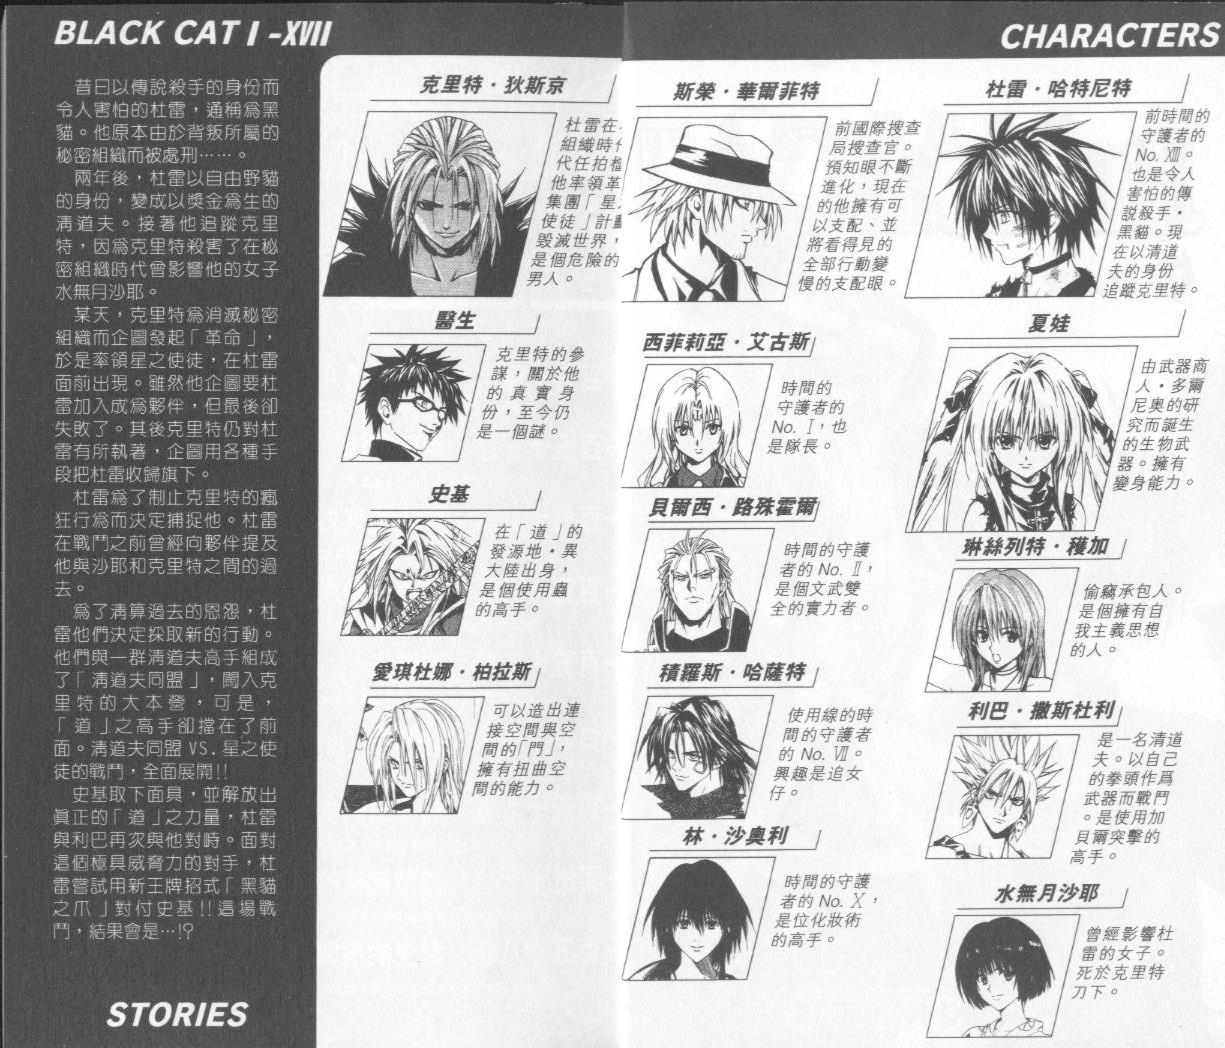 BLACK CAT I -XVII
昔日以傳說殺手的身份而
令人害怕的杜雷，通稱爲黑
貓。他原本由於背叛所屬的
秘密組織而被處刑……。
兩年後，杜雷以自由野貓
的身份，變成以獎金爲生的
清道夫。接著他追蹤克里
特，因爲克里特殺害了在秘
密組織時代曾影響他的女子
水無月沙耶。
某天，克里特爲消滅秘密
組織而企圖發起「革命」，
於是率領星之使徒，在杜雷
面前出現。雖然他企圖要杜
雷加入成爲夥伴，但最後卻
失敗了。其後克里特仍對杜
雷有所執著，企圖用各種手
段把杜雷收歸旗下。
杜雷爲了制止克里特的瘋
狂行爲而決定捕捉他。杜雷
在戰鬥之前曾經向夥伴提及
他與沙耶和克里特之間的過
去。
爲了清算過去的恩怨，杜
雷他們決定採取新的行動。
他們與一群清道夫高手組成
了「清道夫同盟」，闖入克
里特的大本營，可是，
「道」之高手卻擋在了前
面。清道夫同盟 VS. 星之使
徒的戰鬥，全面展開!!
史基取下面具，並解放出
眞正的「道」之力量，杜雷
與利巴再次與他對峙。面對
這個極具威脅力的對手，杜
雷嘗試用新王牌招式「黑貓
之爪」對付史基!!這場戰
鬥，結果會是…!?
STORIES
CHARACTERS
克里特・狄斯京
杜雷在
組織時
代任拍檔
他率領革
集團「星
使徒」計劃
毀滅世界，
是個危險的
男人。
醫生
克里特的參
謀，關於他
的真實身
份，至今仍
是一個謎。
史基
在「道」的
發源地・異
大陸出身，
是個使用蟲
的高手。
愛琪杜娜・柏拉斯
可以造出連
接空間與空
間的「門」，
擁有扭曲空
間的能力。
斯榮・華爾菲特
前國際搜查
局搜查官。
預知眼不斷
進化，現在
的他擁有可
以支配、並
將看得見的
全部行動變
慢的支配眼。
西菲莉亞・艾古斯
時間的
守護者的
No. Ⅰ，也
是隊長。
貝爾西・路殊霍爾
時間的守護
者的 No. Ⅱ，
是個文武雙
全的實力者。
積羅斯・哈薩特
使用線的時
間的守護者
的 No. Ⅶ。
興趣是追女
仔。
林・沙奧利
時間的守護
者的 No. Ⅹ，
是位化妝術
的高手。
杜雷・哈特尼特
前時間的
守護者的
No. XIII。
也是令人
害怕的傳
說殺手・
黑貓。現
在以清道
夫的身份
追蹤克里特。
夏娃
由武器商
人・多爾
尼奧的研
究而誕生
的生物武
器。擁有
變身能力。
琳絲列特・穫加
偷竊承包人。
是個擁有自
我主義思想
的人。
利巴・撒斯杜利
是一名清道
夫。以自己
的拳頭作爲
武器而戰鬥
。是使用加
貝爾突擊的
高手。
水無月沙耶
曾經影響杜
雷的女子。
死於克里特
刀下。